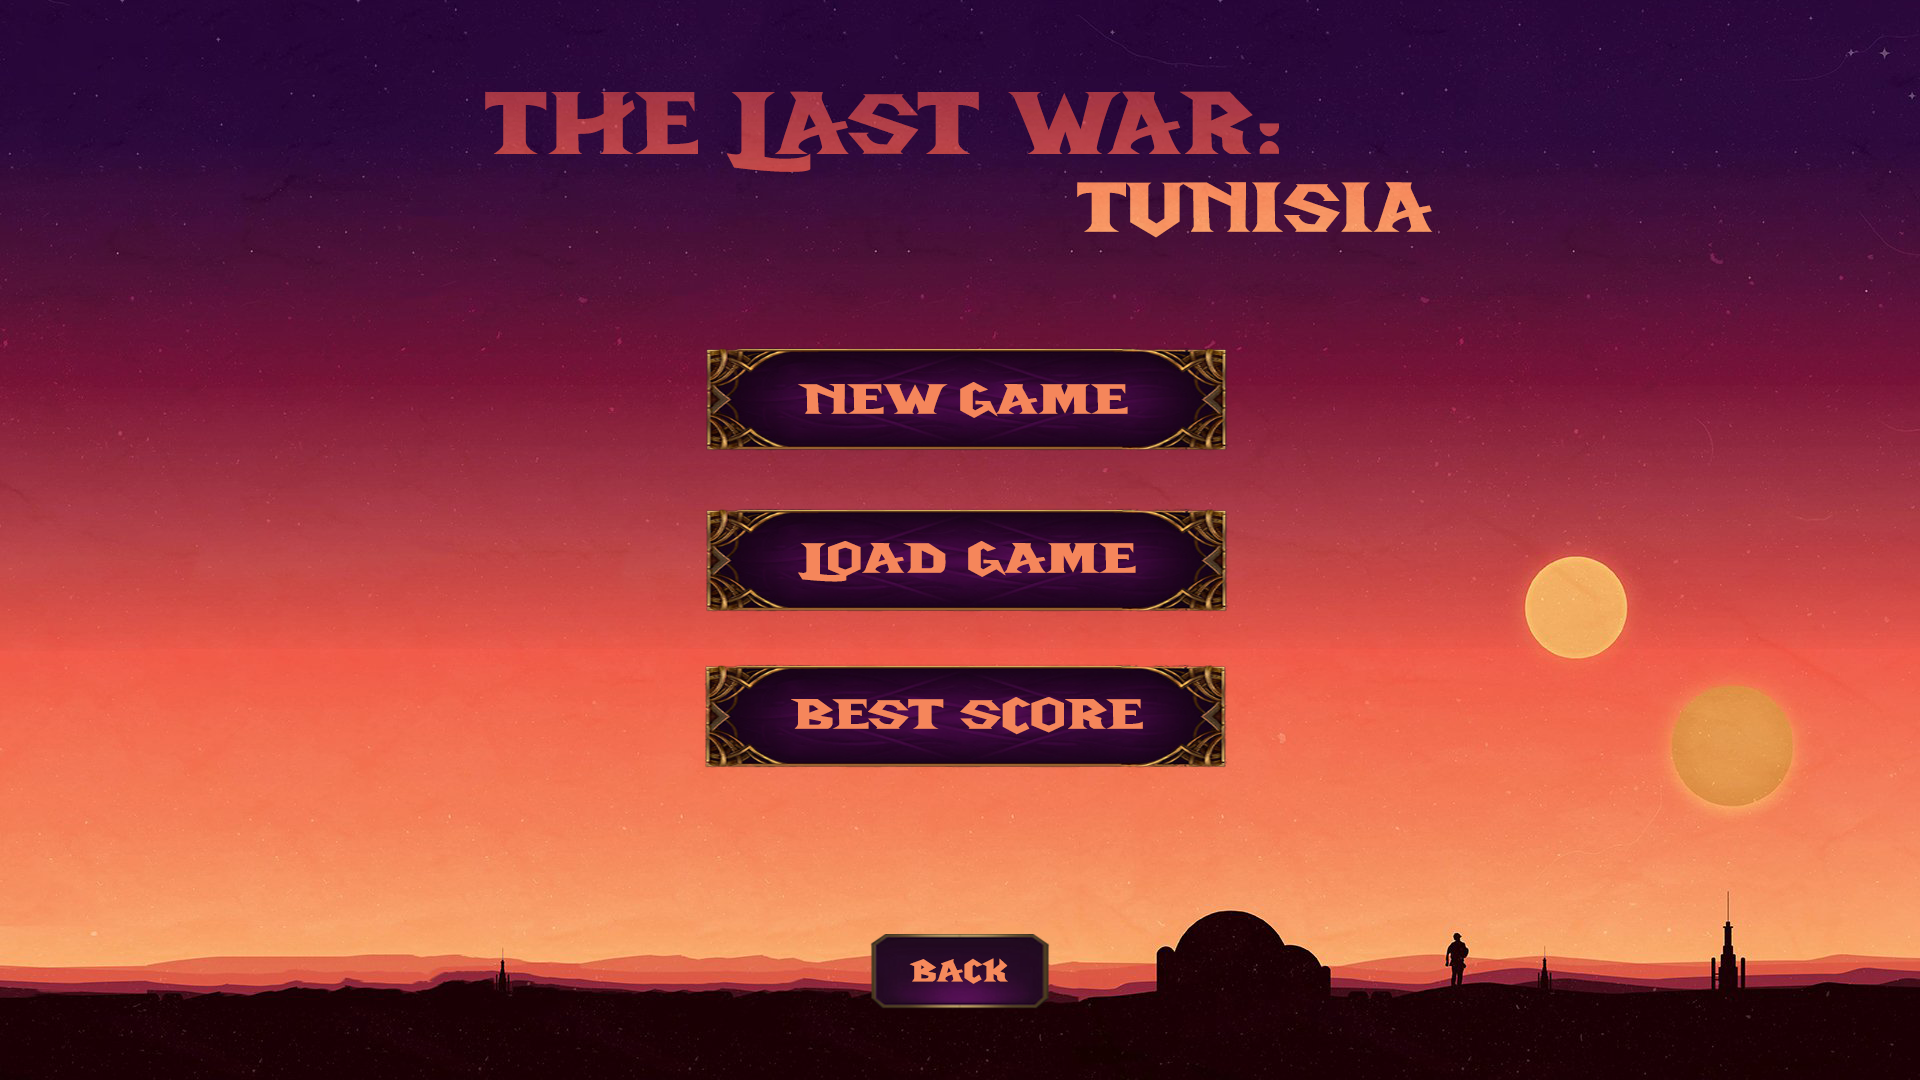 THE LAST WAR:
TUNISIA
NEW GAME
LOAD GAME
BEST SCORE
BACK